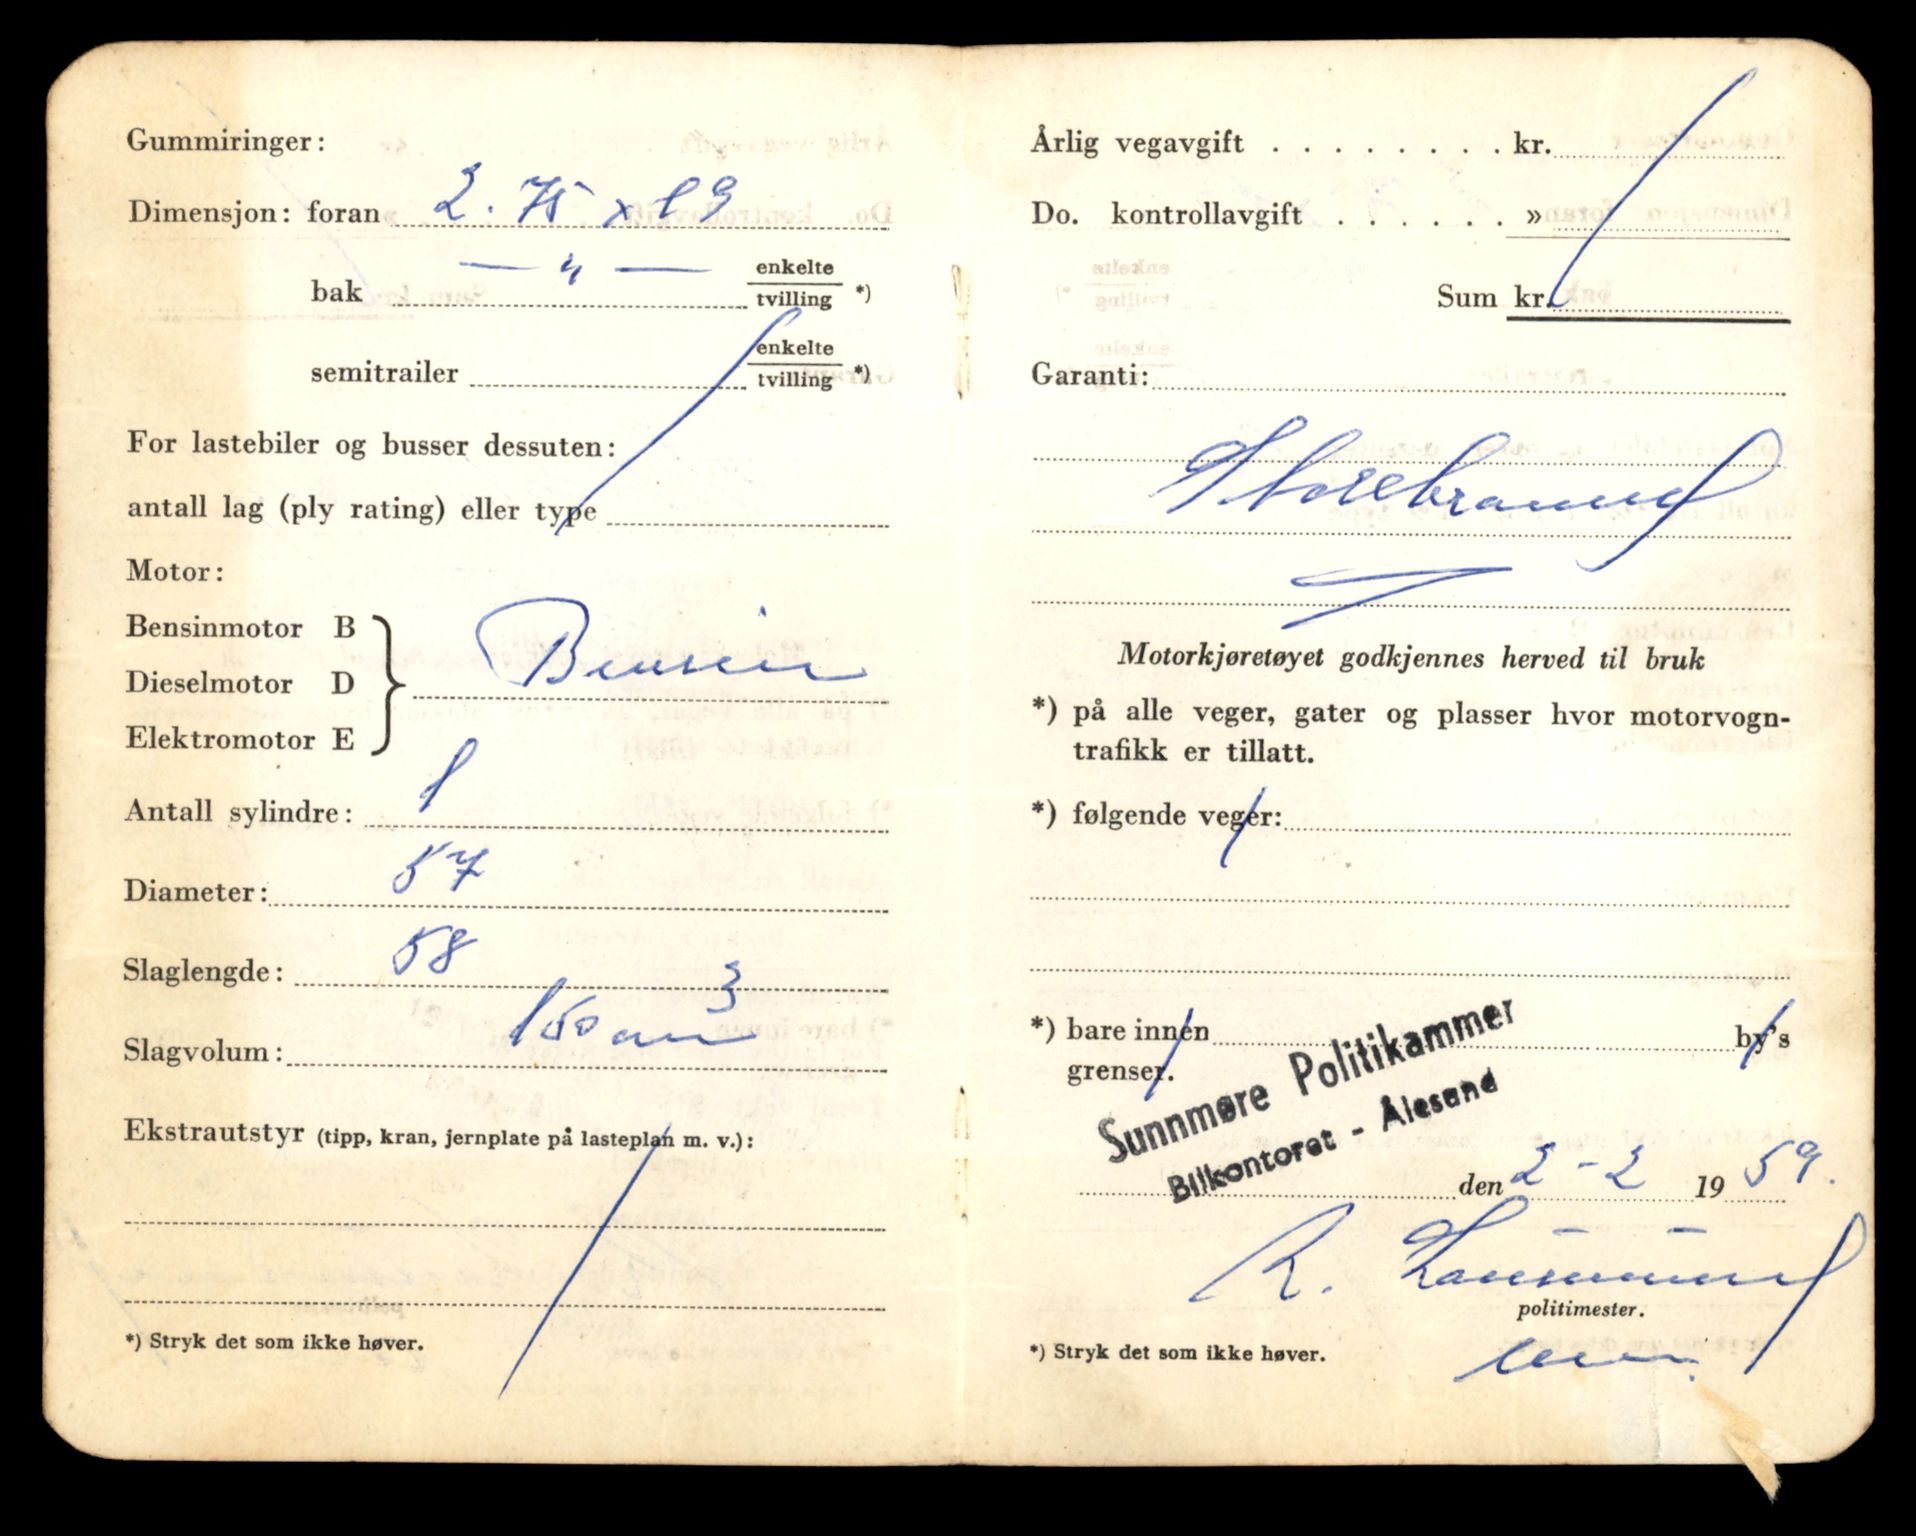 Gummiringer:
Dimensjon: foran 2.75 x 19
bak — " — enkelte
tvilling *)
semitrailer enkelte
tvilling *)
For lastebiler og busser dessuten:
antall lag (ply rating) eller type
Motor:
Bensinmotor B
Dieselmotor D Bensin
Elektromotor E
Antall sylindre: 1
Diameter: 57
Slaglengde: 58
Slagvolum: 150 cm3
Ekstrautstyr (tipp, kran, jernplate på lasteplan m. v.):
*) Stryk det som ikke høver.
Årlig vegavgift . . . . . . . . kr.
Do. kontrollavgift . . . . . . »
Sum kr.
Garanti:
Storebrand
Motorkjøretøyet godkjennes herved til bruk
*) på alle veger, gater og plasser hvor motorvogn-
trafikk er tillatt.
*) følgende veger:
*) bare innen by's
grenser.
Sunnmøre Politikammer
Bilkontoret - Ålesund
den 2-2 1959.
R.
politimester.
*) Stryk det som ikke høver.